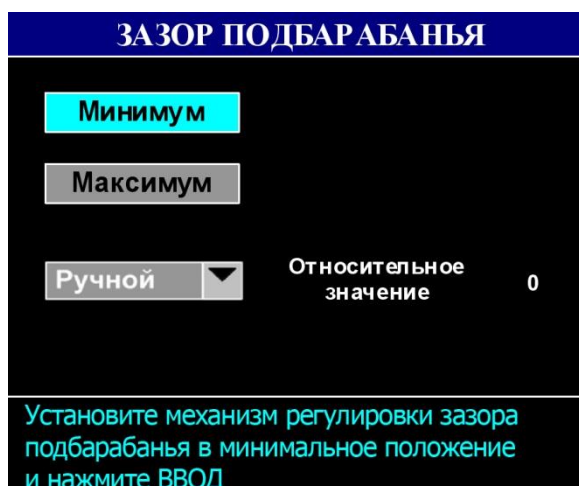 ЗАЗОР ПОДБАРАБАНЬЯ
Минимум
Максимум
Ручной
Относительное
значение
0
Установите механизм регулировки зазора
подбарабанья в минимальное положение
и нажмите ВВОД